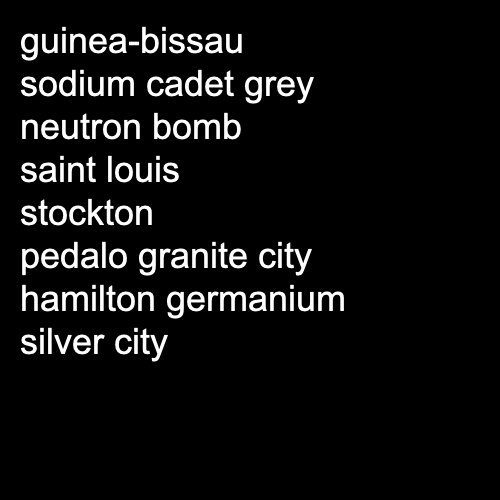 guinea-bissau
sodium cadet grey
neutron bomb
saint louis
stockton
pedalo granite city
hamilton germanium
silver city